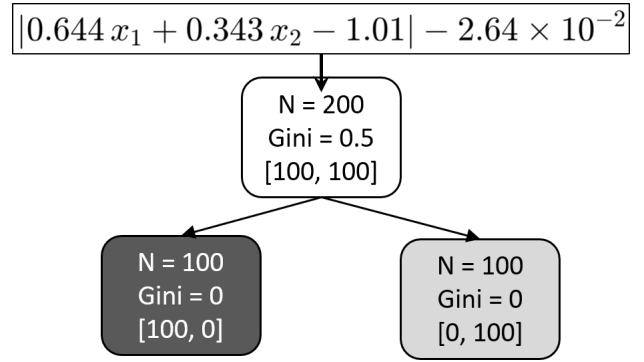 |0.644 x₁ + 0.343 x₂ − 1.01| − 2.64 × 10⁻²
N = 200
Gini = 0.5
[100, 100]
N = 100
Gini = 0
[100, 0]
N = 100
Gini = 0
[0, 100]